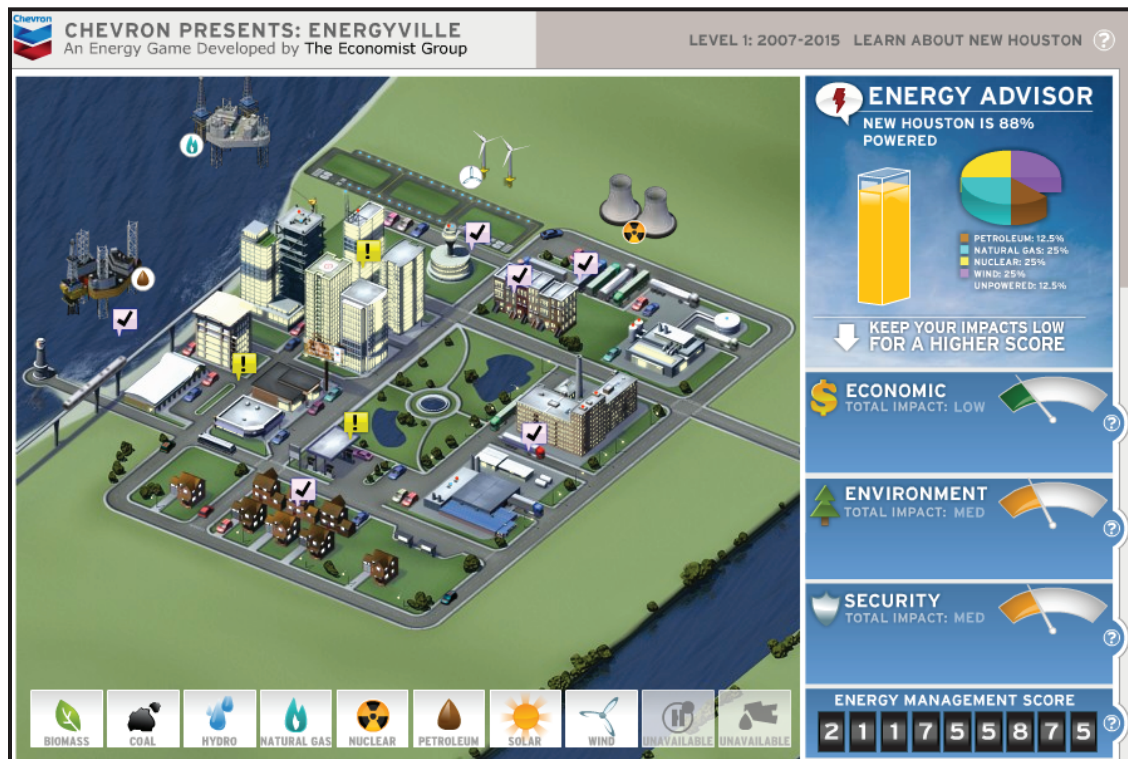 Chevron
CHEVRON PRESENTS: ENERGYVILLE
An Energy Game Developed by The Economist Group
LEVEL 1: 2007-2015 LEARN ABOUT NEW HOUSTON ?
ENERGY ADVISOR
NEW HOUSTON IS 88%
POWERED
PETROLEUM: 12.5%
NATURAL GAS: 25%
NUCLEAR: 25%
WIND: 25%
UNPOWERED: 12.5%
KEEP YOUR IMPACTS LOW
FOR A HIGHER SCORE
$ ECONOMIC
TOTAL IMPACT: LOW
?
ENVIRONMENT
TOTAL IMPACT: MED
?
SECURITY
TOTAL IMPACT: MED
?
ENERGY MANAGEMENT SCORE
211755875
?
!
!
!
BIOMASS
COAL
HYDRO
NATURAL GAS
NUCLEAR
PETROLEUM
SOLAR
WIND
H
UNAVAILABLE
UNAVAILABLE